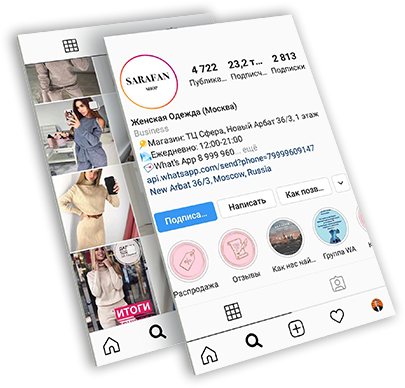 SARAFAN
SHOP
4 722 23,2 т... 2 813
Публика... Подписч... Подписки
Женская Одежда (Москва)
Business
Магазин: ТЦ Сфера, Новый Арбат 36/3, 1 этаж
Ежедневно: 12:00-21:00
What's App 8 999 960... ещё
api.whatsapp.com/send?phone=79999609147
New Arbat 36/3, Moscow, Russia
Подписа... Написать Как позв...
Распродажа Отзывы Как нас най... Группа WA К
ИТОГИ